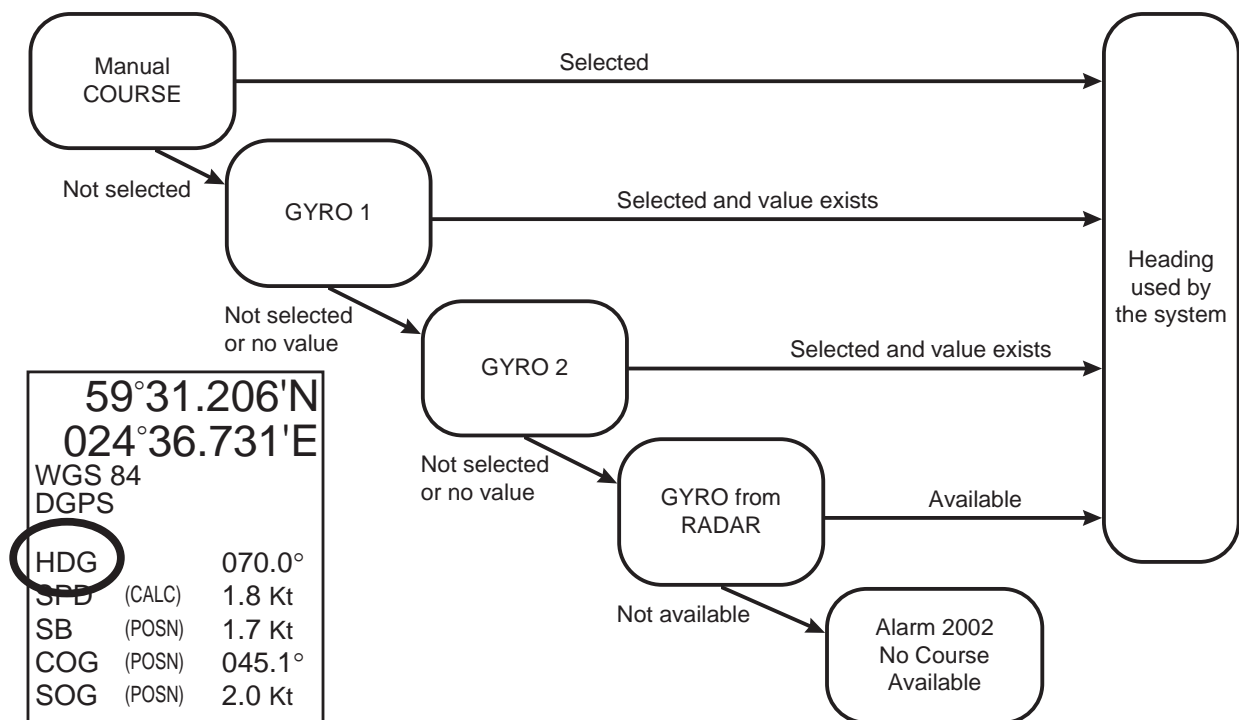 Manual
COURSE
Selected
Not selected
GYRO 1
Selected and value exists
Not selected
or no value
GYRO 2
Selected and value exists
Not selected
or no value
GYRO from
RADAR
Available
Not available
Alarm 2002
No Course
Available
Heading
used by
the system
59°31.206'N
024°36.731'E
WGS 84
DGPS
HDG 070.0°
SPD (CALC) 1.8 Kt
SB (POSN) 1.7 Kt
COG (POSN) 045.1°
SOG (POSN) 2.0 Kt